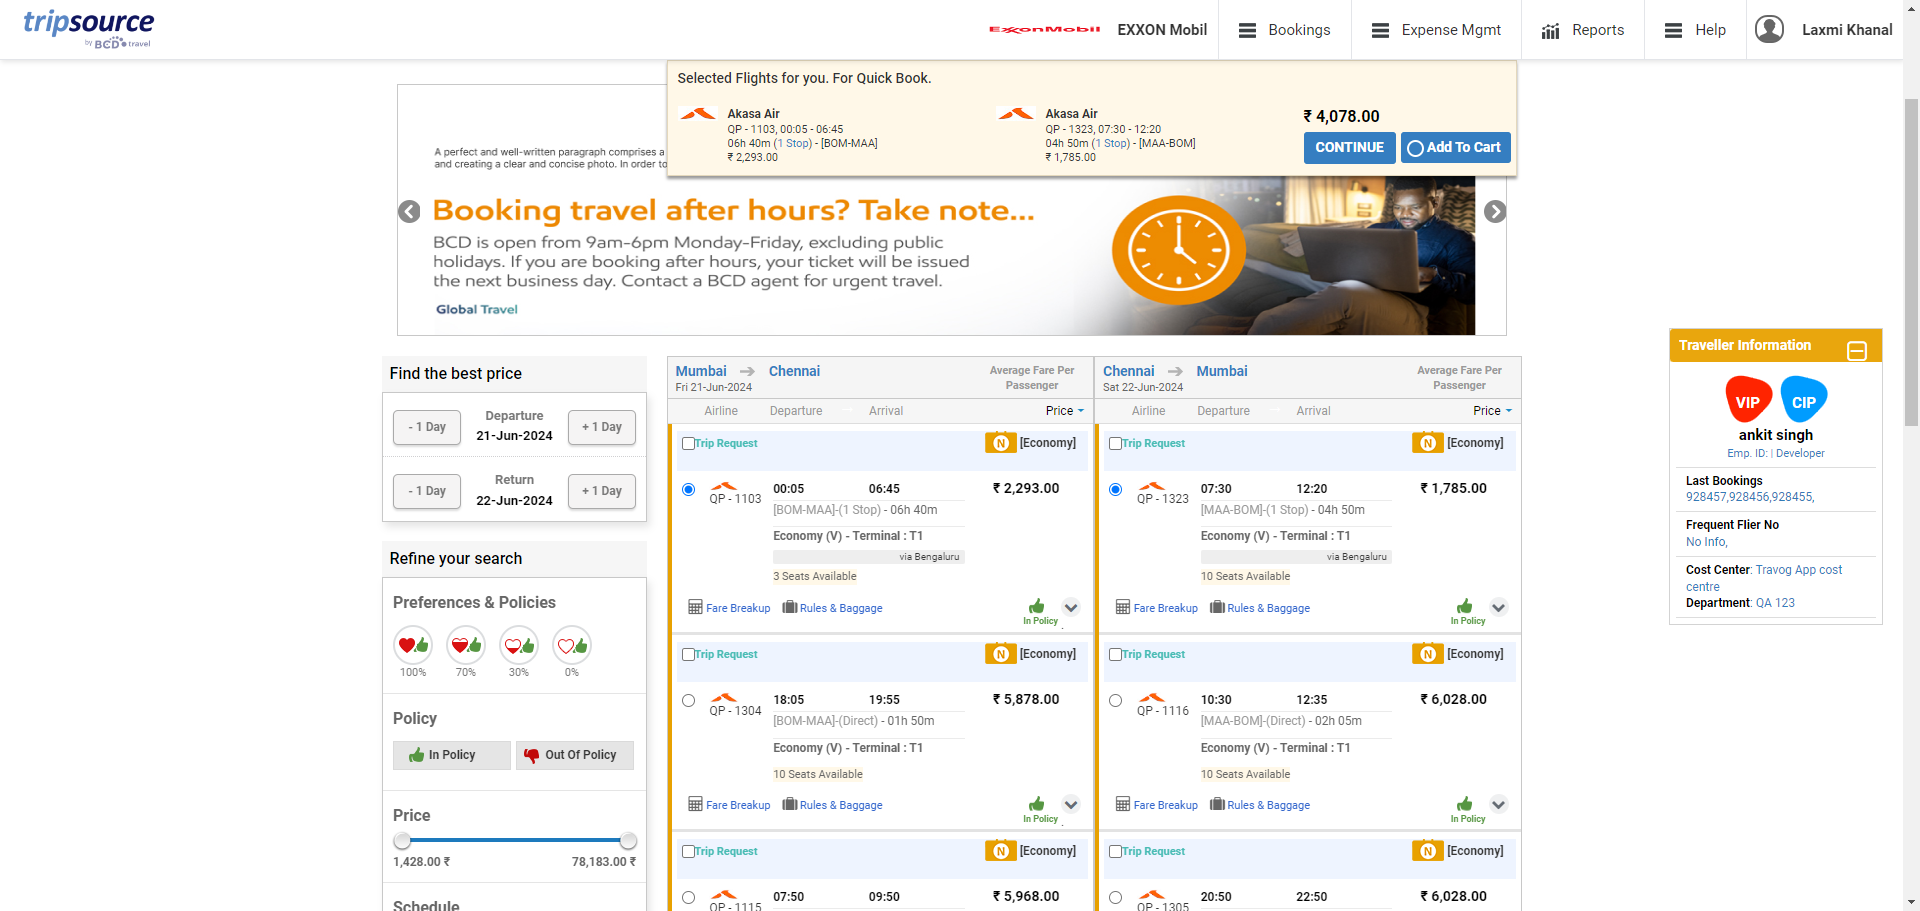 tripsource
by BCD travel
ExxonMobil
EXXON Mobil
Bookings
Expense Mgmt
Reports
Help
Laxmi Khanal
Selected Flights for you. For Quick Book.
Akasa Air
QP - 1103, 00:05 - 06:45
06h 40m (1 Stop) - [BOM-MAA]
₹ 2,293.00
Akasa Air
QP - 1323, 07:30 - 12:20
04h 50m (1 Stop) - [MAA-BOM]
₹ 1,785.00
₹ 4,078.00
CONTINUE
Add To Cart
A perfect and well-written paragraph comprises a
and creating a clear and concise photo. In order to
Booking travel after hours? Take note...
BCD is open from 9am-6pm Monday-Friday, excluding public
holidays. If you are booking after hours, your ticket will be issued
the next business day. Contact a BCD agent for urgent travel.
Global Travel
Find the best price
- 1 Day
Departure
21-Jun-2024
+ 1 Day
- 1 Day
Return
22-Jun-2024
+ 1 Day
Refine your search
Preferences & Policies
100%
70%
30%
0%
Policy
In Policy
Out Of Policy
Price
1,428.00 ₹
78,183.00 ₹
Schedule
Mumbai → Chennai
Fri 21-Jun-2024
Average Fare Per
Passenger
Airline Departure Arrival Price
Trip Request
N [Economy]
QP - 1103
00:05 06:45
₹ 2,293.00
[BOM-MAA]-(1 Stop) - 06h 40m
Economy (V) - Terminal : T1
via Bengaluru
3 Seats Available
Fare Breakup
Rules & Baggage
In Policy
Trip Request
N [Economy]
QP - 1304
18:05 19:55
₹ 5,878.00
[BOM-MAA]-(Direct) - 01h 50m
Economy (V) - Terminal : T1
10 Seats Available
Fare Breakup
Rules & Baggage
In Policy
Trip Request
N [Economy]
QP - 1115
07:50 09:50
₹ 5,968.00
Chennai → Mumbai
Sat 22-Jun-2024
Average Fare Per
Passenger
Airline Departure Arrival Price
Trip Request
N [Economy]
QP - 1323
07:30 12:20
₹ 1,785.00
[MAA-BOM]-(1 Stop) - 04h 50m
Economy (V) - Terminal : T1
via Bengaluru
10 Seats Available
Fare Breakup
Rules & Baggage
In Policy
Trip Request
N [Economy]
QP - 1116
10:30 12:35
₹ 6,028.00
[MAA-BOM]-(Direct) - 02h 05m
Economy (V) - Terminal : T1
10 Seats Available
Fare Breakup
Rules & Baggage
In Policy
Trip Request
N [Economy]
QP - 1305
20:50 22:50
₹ 6,028.00
Traveller Information
VIP
CIP
ankit singh
Emp. ID: | Developer
Last Bookings
928457,928456,928455,
Frequent Flier No
No Info,
Cost Center: Travog App cost
centre
Department: QA 123